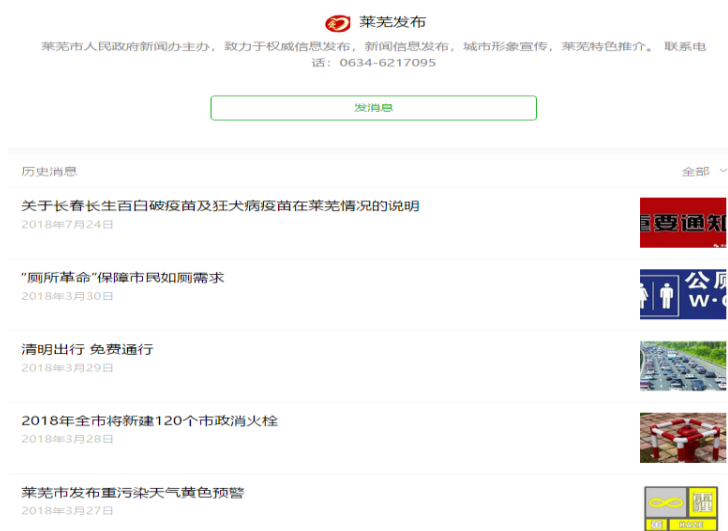 莱芜发布
莱芜市人民政府新闻办主办，致力于权威信息发布，新闻信息发布，城市形象宣传，莱芜特色推介。 联系电
话：0634-6217095
发消息
历史消息
全部
关于长春长生百白破疫苗及狂犬病疫苗在莱芜情况的说明
2018年7月24日
重要通知
“厕所革命”保障市民如厕需求
2018年3月30日
公厕
W·C
清明出行 免费通行
2018年3月29日
2018年全市将新建120个市政消火栓
2018年3月28日
莱芜市发布重污染天气黄色预警
2018年3月27日
霾
黄 HAZE